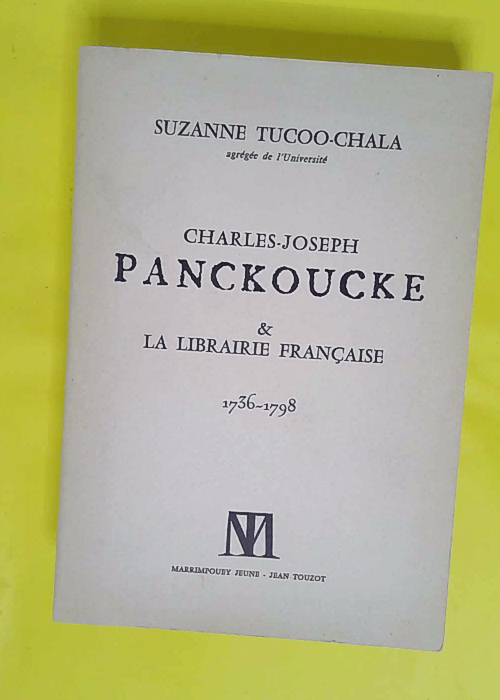 SUZANNE TUCOO-CHALA
agrégée de l'Université
CHARLES-JOSEPH
PANCKOUCKE
&
LA LIBRAIRIE FRANÇAISE
1736-1798
MARRIMPOUEY JEUNE - JEAN TOUZOT